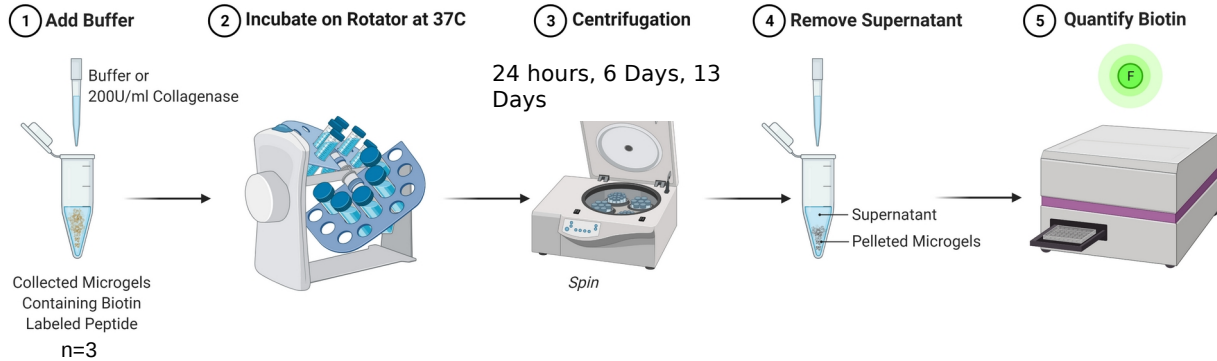 1 Add Buffer
2 Incubate on Rotator at 37C
3 Centrifugation
4 Remove Supernatant
5 Quantify Biotin
Buffer or
200U/ml Collagenase
24 hours, 6 Days, 13
Days
F
Supernatant
Pelleted Microgels
Spin
Collected Microgels
Containing Biotin
Labeled Peptide
n=3